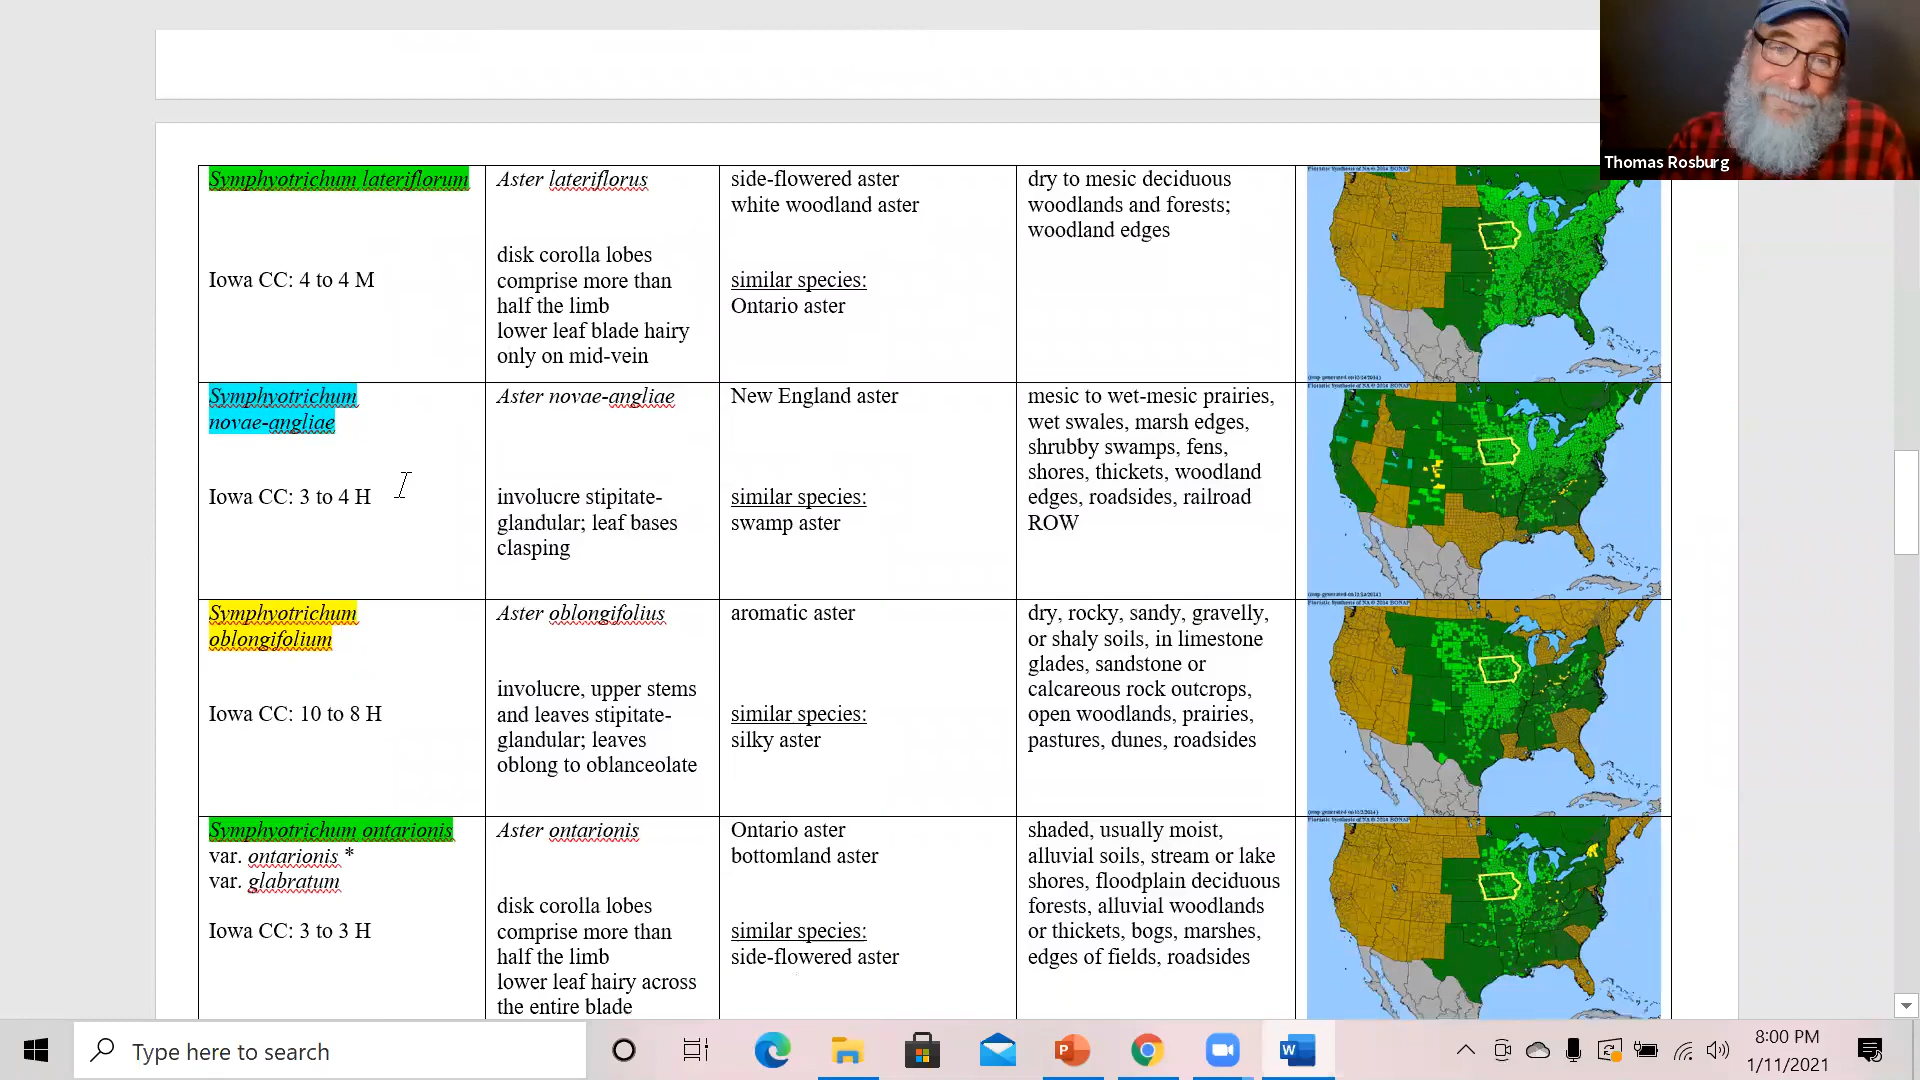 Thomas Rosburg
Symphyotrichum lateriflorum
Iowa CC: 4 to 4 M
Aster lateriflorus
disk corolla lobes
comprise more than
half the limb
lower leaf blade hairy
only on mid-vein
side-flowered aster
white woodland aster
similar species:
Ontario aster
dry to mesic deciduous
woodlands and forests;
woodland edges
Symphyotrichum
novae-angliae
Iowa CC: 3 to 4 H
Aster novae-angliae
involucre stipitate-
glandular; leaf bases
clasping
New England aster
similar species:
swamp aster
mesic to wet-mesic prairies,
wet swales, marsh edges,
shrubby swamps, fens,
shores, thickets, woodland
edges, roadsides, railroad
ROW
Symphyotrichum
oblongifolium
Iowa CC: 10 to 8 H
Aster oblongifolius
involucre, upper stems
and leaves stipitate-
glandular; leaves
oblong to oblanceolate
aromatic aster
similar species:
silky aster
dry, rocky, sandy, gravelly,
or shaly soils, in limestone
glades, sandstone or
calcareous rock outcrops,
open woodlands, prairies,
pastures, dunes, roadsides
Symphyotrichum ontarionis
var. ontarionis *
var. glabratum
Iowa CC: 3 to 3 H
Aster ontarionis
disk corolla lobes
comprise more than
half the limb
lower leaf hairy across
the entire blade
Ontario aster
bottomland aster
similar species:
side-flowered aster
shaded, usually moist,
alluvial soils, stream or lake
shores, floodplain deciduous
forests, alluvial woodlands
or thickets, bogs, marshes,
edges of fields, roadsides
Type here to search
8:00 PM
1/11/2021